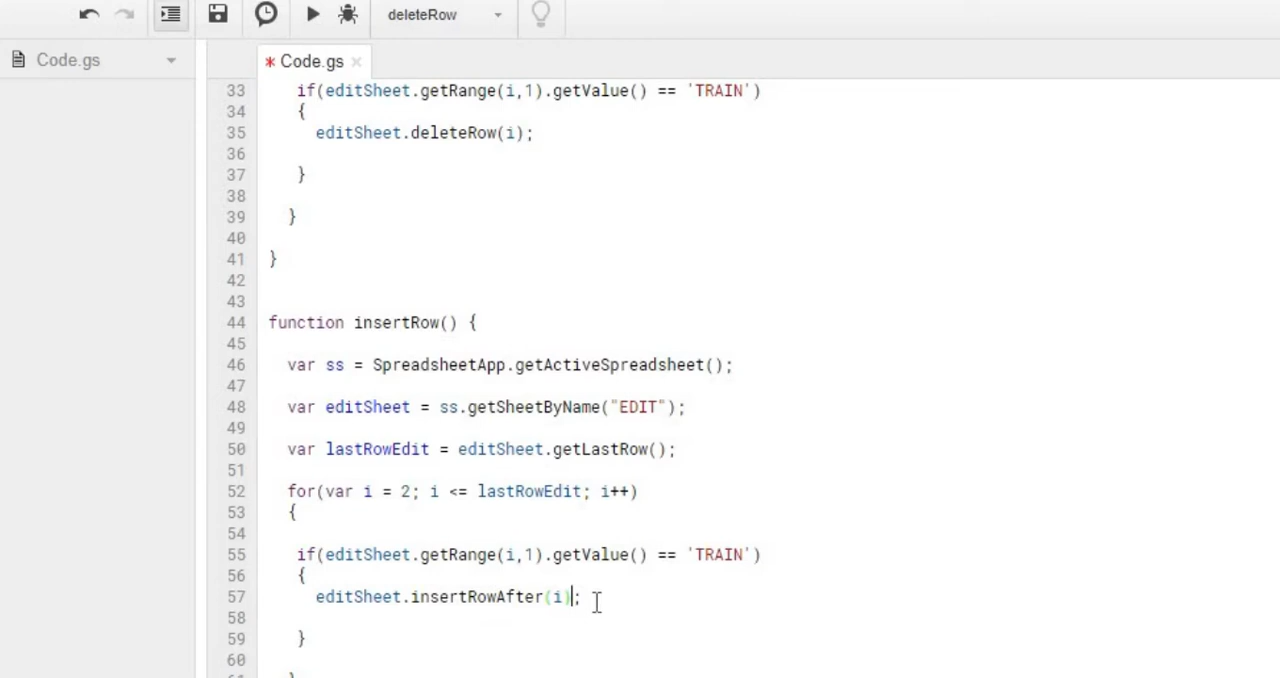 deleteRow
Code.gs
* Code.gs ×
33 if(editSheet.getRange(i,1).getValue() == 'TRAIN')
34 {
35 editSheet.deleteRow(i);
36
37 }
38
39 }
40
41 }
42
43
44 function insertRow() {
45
46 var ss = SpreadsheetApp.getActiveSpreadsheet();
47
48 var editSheet = ss.getSheetByName("EDIT");
49
50 var lastRowEdit = editSheet.getLastRow();
51
52 for(var i = 2; i <= lastRowEdit; i++)
53 {
54
55 if(editSheet.getRange(i,1).getValue() == 'TRAIN')
56 {
57 editSheet.insertRowAfter(i);
58
59 }
60